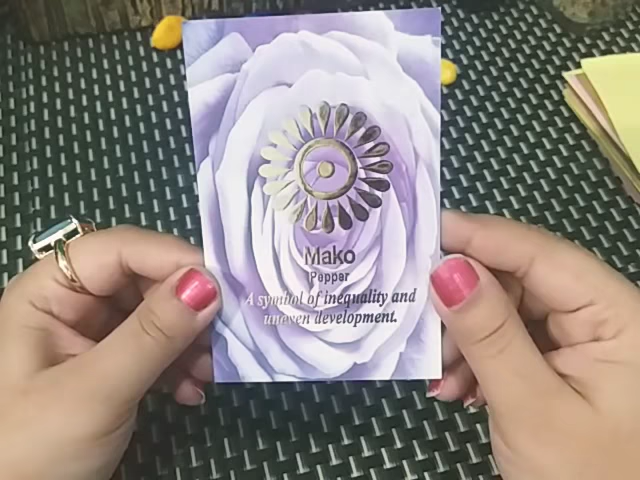 Mako
Pepper
A symbol of inequality and
uneven development.